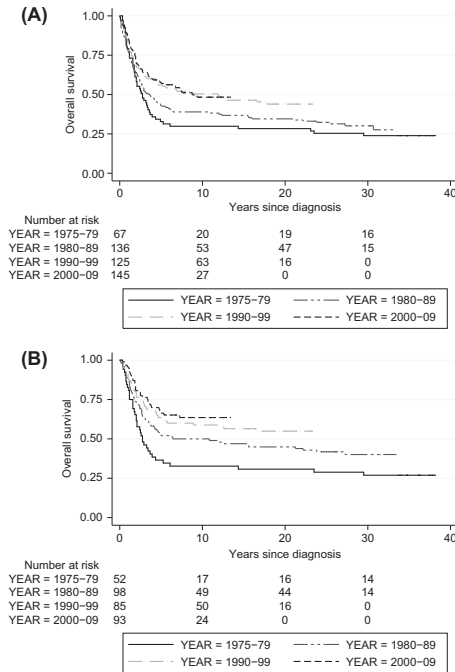 (A)
1.00
0.75
0.50
0.25
0.00
Overall survival
0 10 20 30 40
Years since diagnosis
Number at risk
YEAR = 1975−79 67 20 19 16
YEAR = 1980−89 136 53 47 15
YEAR = 1990−99 125 63 16 0
YEAR = 2000−09 145 27 0 0
YEAR = 1975−79 YEAR = 1980−89
YEAR = 1990−99 YEAR = 2000−09
(B)
1.00
0.75
0.50
0.25
0.00
Overall survival
0 10 20 30 40
Years since diagnosis
Number at risk
YEAR = 1975−79 52 17 16 14
YEAR = 1980−89 98 49 44 14
YEAR = 1990−99 85 50 16 0
YEAR = 2000−09 93 24 0 0
YEAR = 1975−79 YEAR = 1980−89
YEAR = 1990−99 YEAR = 2000−09